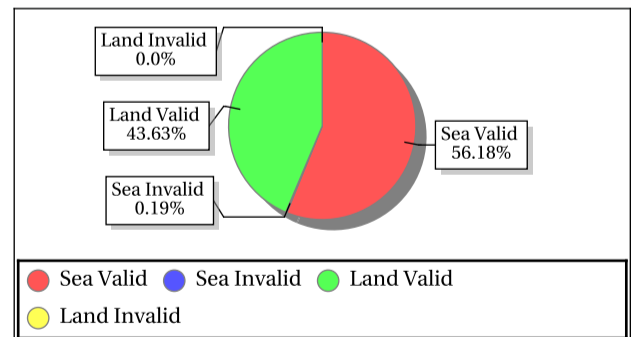 Land Invalid
0.0%
Land Valid
43.63%
Sea Valid
56.18%
Sea Invalid
0.19%
Sea Valid
Sea Invalid
Land Valid
Land Invalid